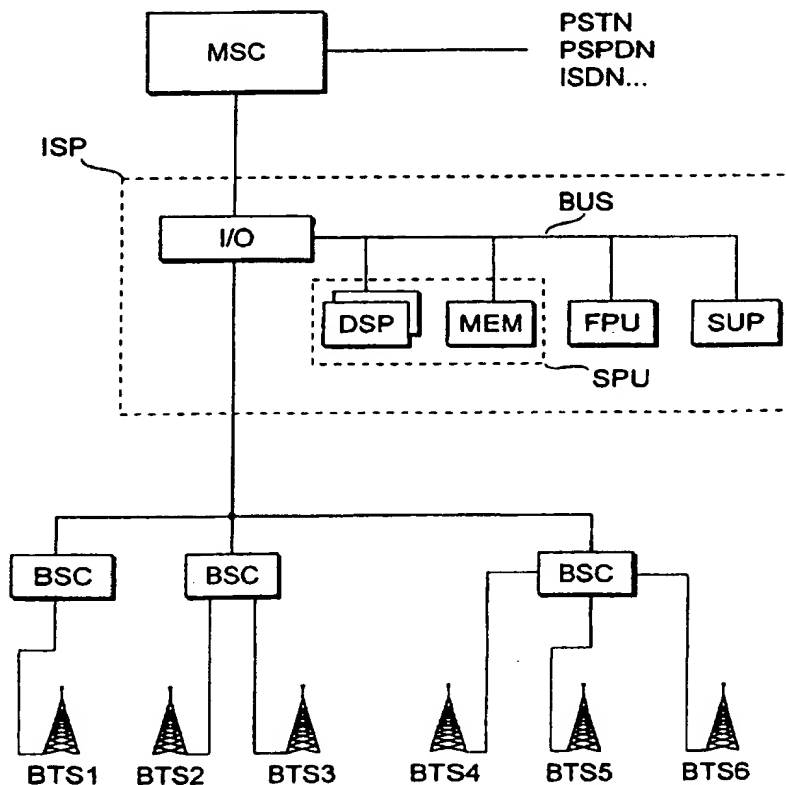 MSC
PSTN
PSPDN
ISDN...
ISP
I/O
BUS
DSP
MEM
FPU
SUP
SPU
BSC
BSC
BSC
BTS1
BTS2
BTS3
BTS4
BTS5
BTS6